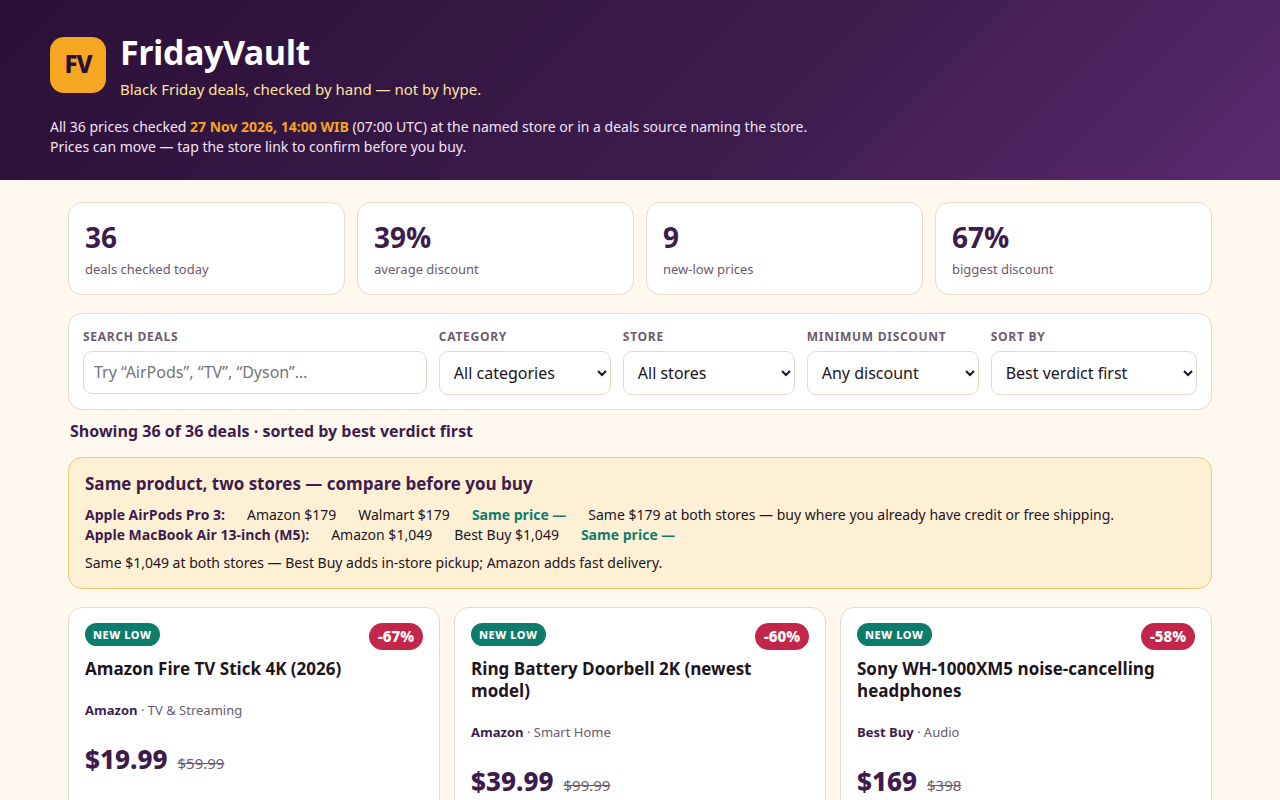 FV
FridayVault
Black Friday deals, checked by hand — not by hype.
All 36 prices checked 27 Nov 2026, 14:00 WIB (07:00 UTC) at the named store or in a deals source naming the store.
Prices can move — tap the store link to confirm before you buy.
36
deals checked today
39%
average discount
9
new-low prices
67%
biggest discount
SEARCH DEALS
Try “AirPods”, “TV”, “Dyson”…
CATEGORY
All categories
STORE
All stores
MINIMUM DISCOUNT
Any discount
SORT BY
Best verdict first
Showing 36 of 36 deals · sorted by best verdict first
Same product, two stores — compare before you buy
Apple AirPods Pro 3: Amazon $179 Walmart $179 Same price — Same $179 at both stores — buy where you already have credit or free shipping.
Apple MacBook Air 13-inch (M5): Amazon $1,049 Best Buy $1,049 Same price —
Same $1,049 at both stores — Best Buy adds in-store pickup; Amazon adds fast delivery.
NEW LOW
-67%
Amazon Fire TV Stick 4K (2026)
Amazon · TV & Streaming
$19.99 $59.99
NEW LOW
-60%
Ring Battery Doorbell 2K (newest
model)
Amazon · Smart Home
$39.99 $99.99
NEW LOW
-58%
Sony WH-1000XM5 noise-cancelling
headphones
Best Buy · Audio
$169 $398